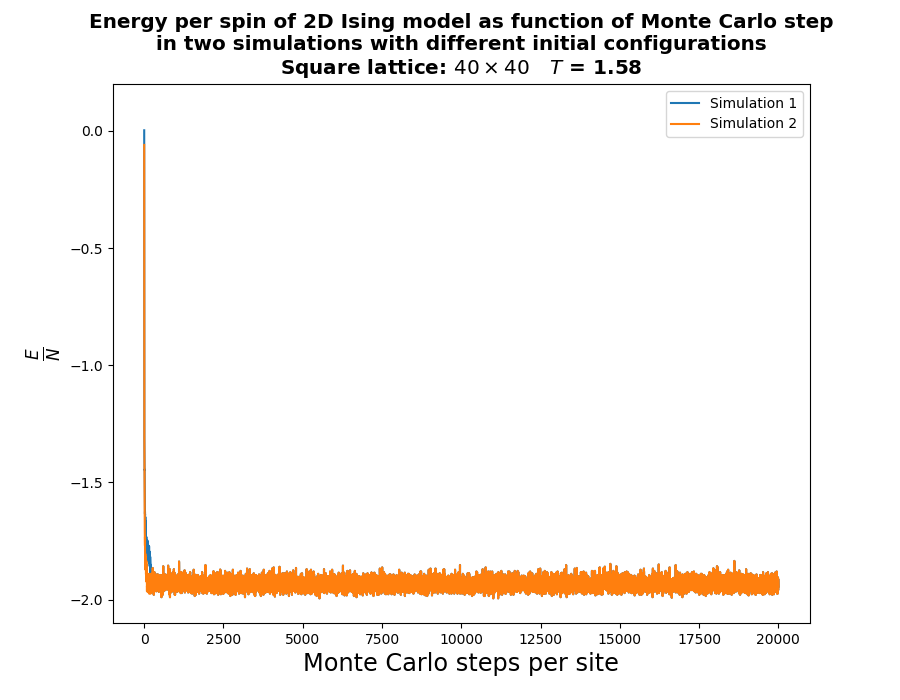 Energy per spin of 2D Ising model as function of Monte Carlo step
in two simulations with different initial configurations
Square lattice: 40 × 40 T = 1.58
Simulation 1
Simulation 2
0.0
−0.5
−1.0
−1.5
−2.0
E
N
0 2500 5000 7500 10000 12500 15000 17500 20000
Monte Carlo steps per site